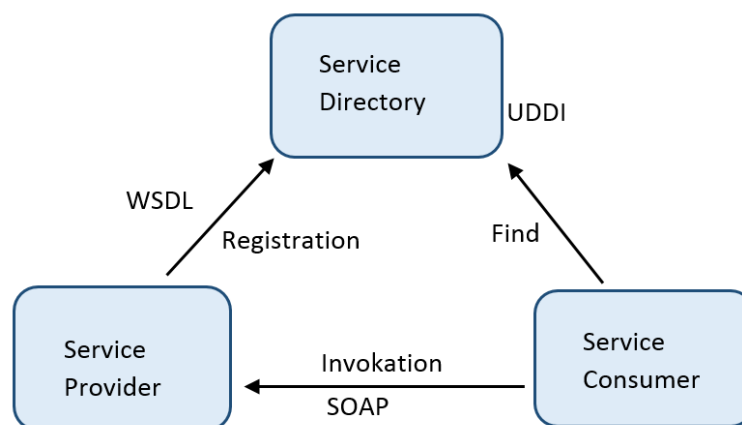 Service
Directory
UDDI
WSDL
Registration
Find
Service
Provider
Invokation
SOAP
Service
Consumer